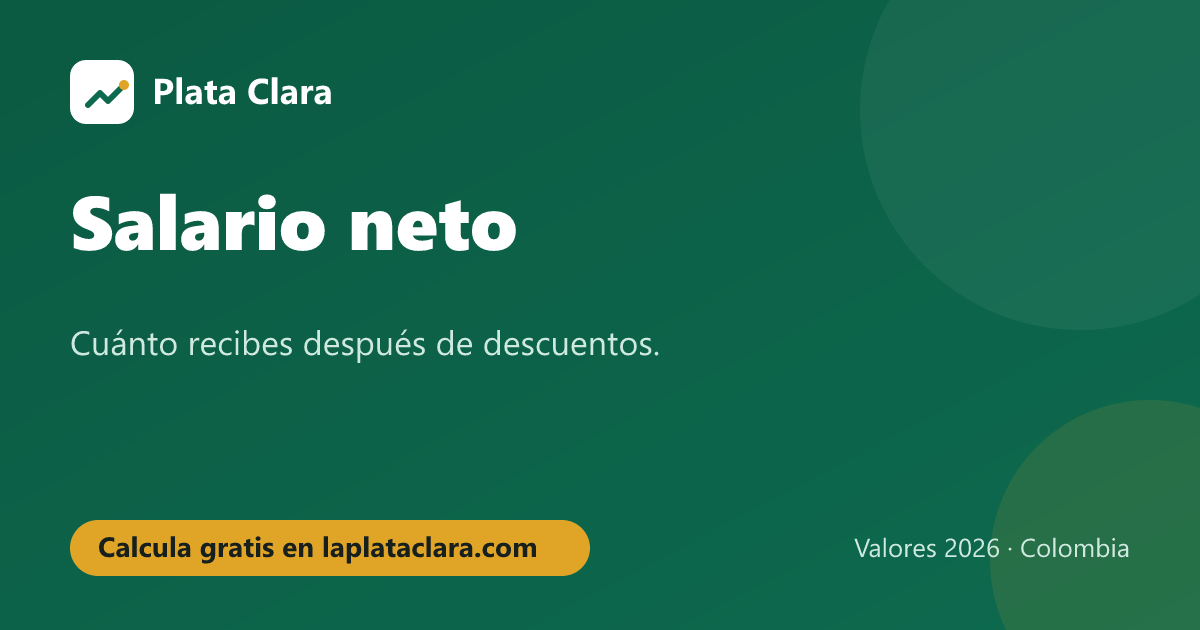 Plata Clara
Salario neto
Cuánto recibes después de descuentos.
Calcula gratis en laplataclara.com
Valores 2026 · Colombia